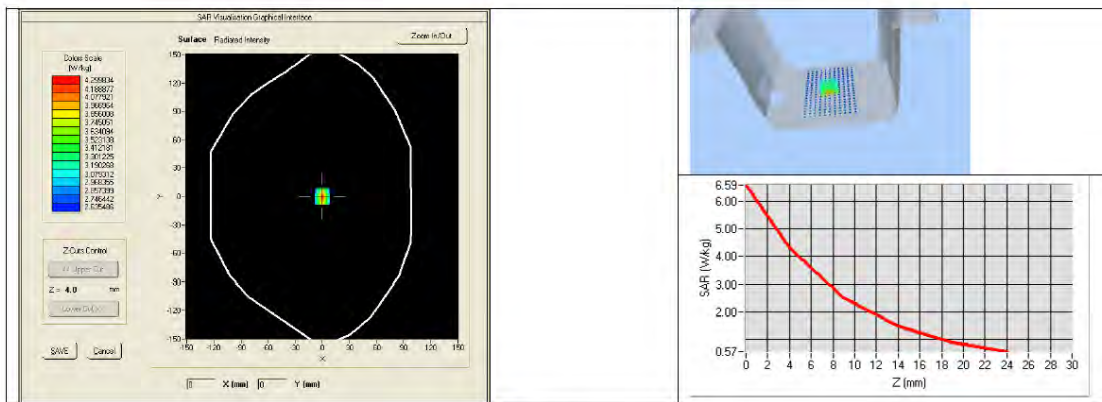 SAR Visualisation Graphical Interface
Surface Radiated Intensity
Zoom In/Out
Colors Scale
(W/kg)
4.299834
4.188877
4.077921
3.966964
3.856008
3.745051
3.634094
3.523138
3.412181
3.301225
3.190268
3.079312
2.968355
2.857399
2.746442
2.635486
150
120
90
60
30
0
-30
-60
-90
-120
-150
Y
-150 -120 -90 -60 -30 0 30 60 90 120 150
X
Z Cuts Control
Z = 4.0 mm
SAVE Cancel
0 X (mm) 0 Y (mm)
6.59
6.00
5.00
4.00
3.00
2.00
0.57
SAR (W/kg)
0 2 4 6 8 10 12 14 16 18 20 22 24 26 28 30
Z (mm)